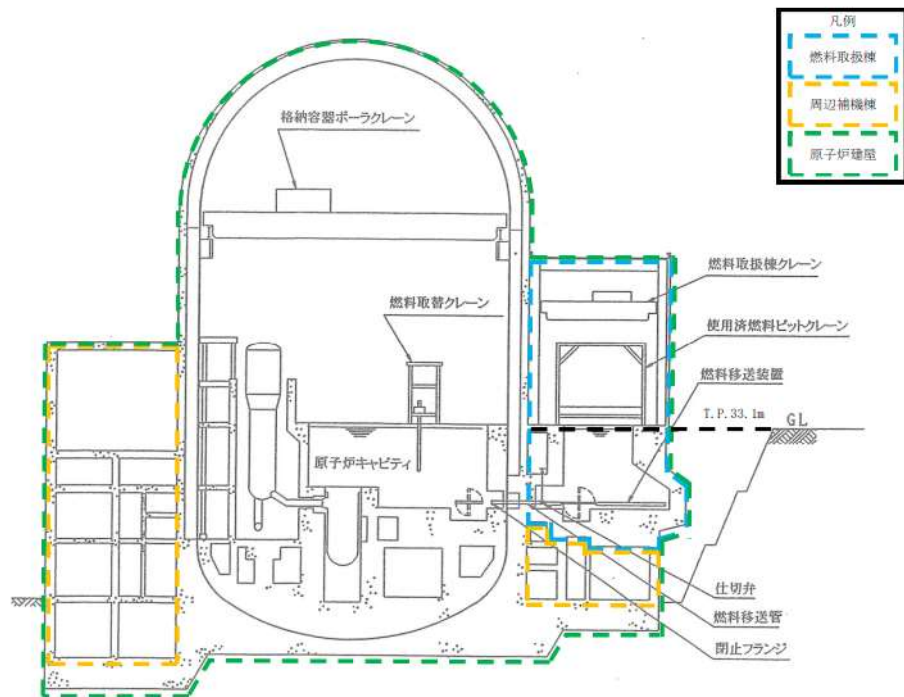 凡例
燃料取扱棟
周辺補機棟
原子炉建屋
格納容器ポーラクレーン
燃料取扱棟クレーン
燃料取替クレーン
使用済燃料ピットクレーン
燃料移送装置
T.P.33.1m
GL
原子炉キャビティ
仕切弁
燃料移送管
閉止フランジ